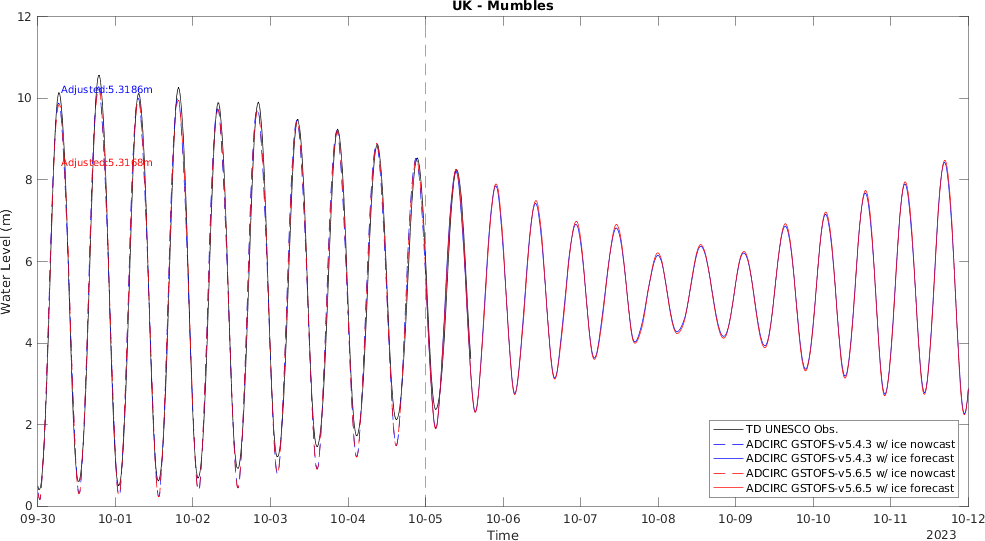 UK - Mumbles
12
10
8
6
4
2
0
Water Level (m)
Adjusted:5.3186m
Adjusted:5.3168m
TD UNESCO Obs.
ADCIRC GSTOFS-v5.4.3 w/ ice nowcast
ADCIRC GSTOFS-v5.4.3 w/ ice forecast
ADCIRC GSTOFS-v5.6.5 w/ ice nowcast
ADCIRC GSTOFS-v5.6.5 w/ ice forecast
09-30 10-01 10-02 10-03 10-04 10-05 10-06 10-07 10-08 10-09 10-10 10-11 10-12
Time
2023